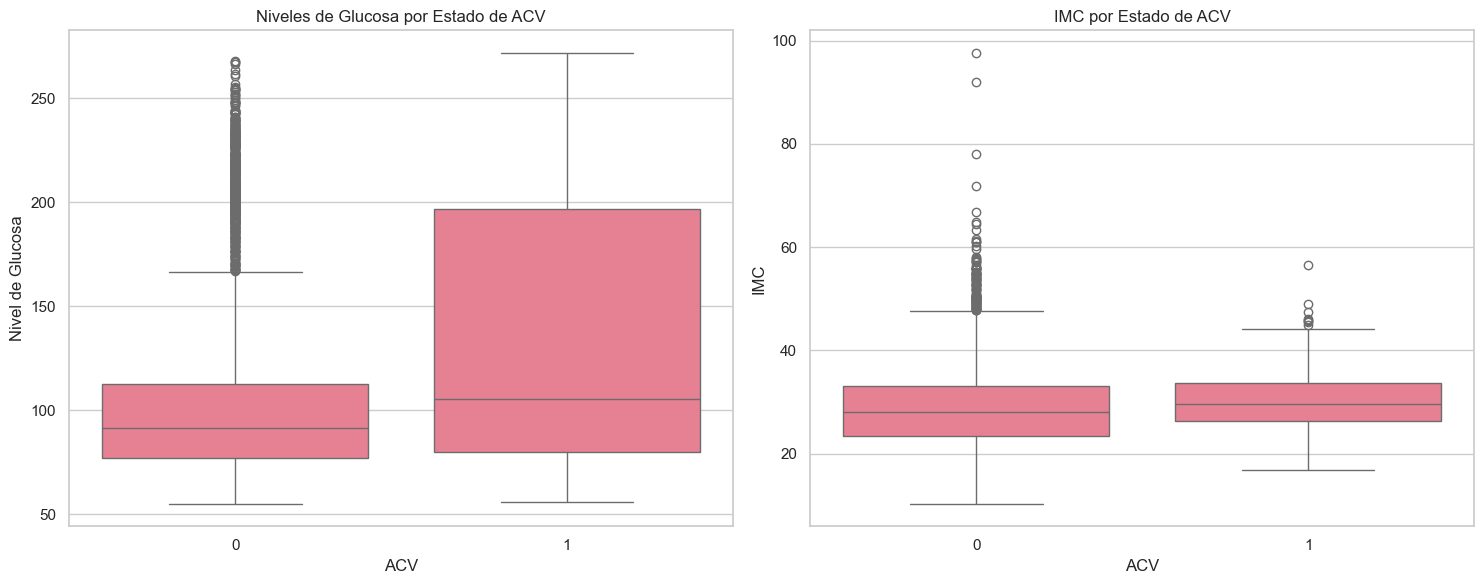 Niveles de Glucosa por Estado de ACV
Nivel de Glucosa
250
200
150
100
50
0
1
ACV
IMC por Estado de ACV
IMC
100
80
60
40
20
0
1
ACV